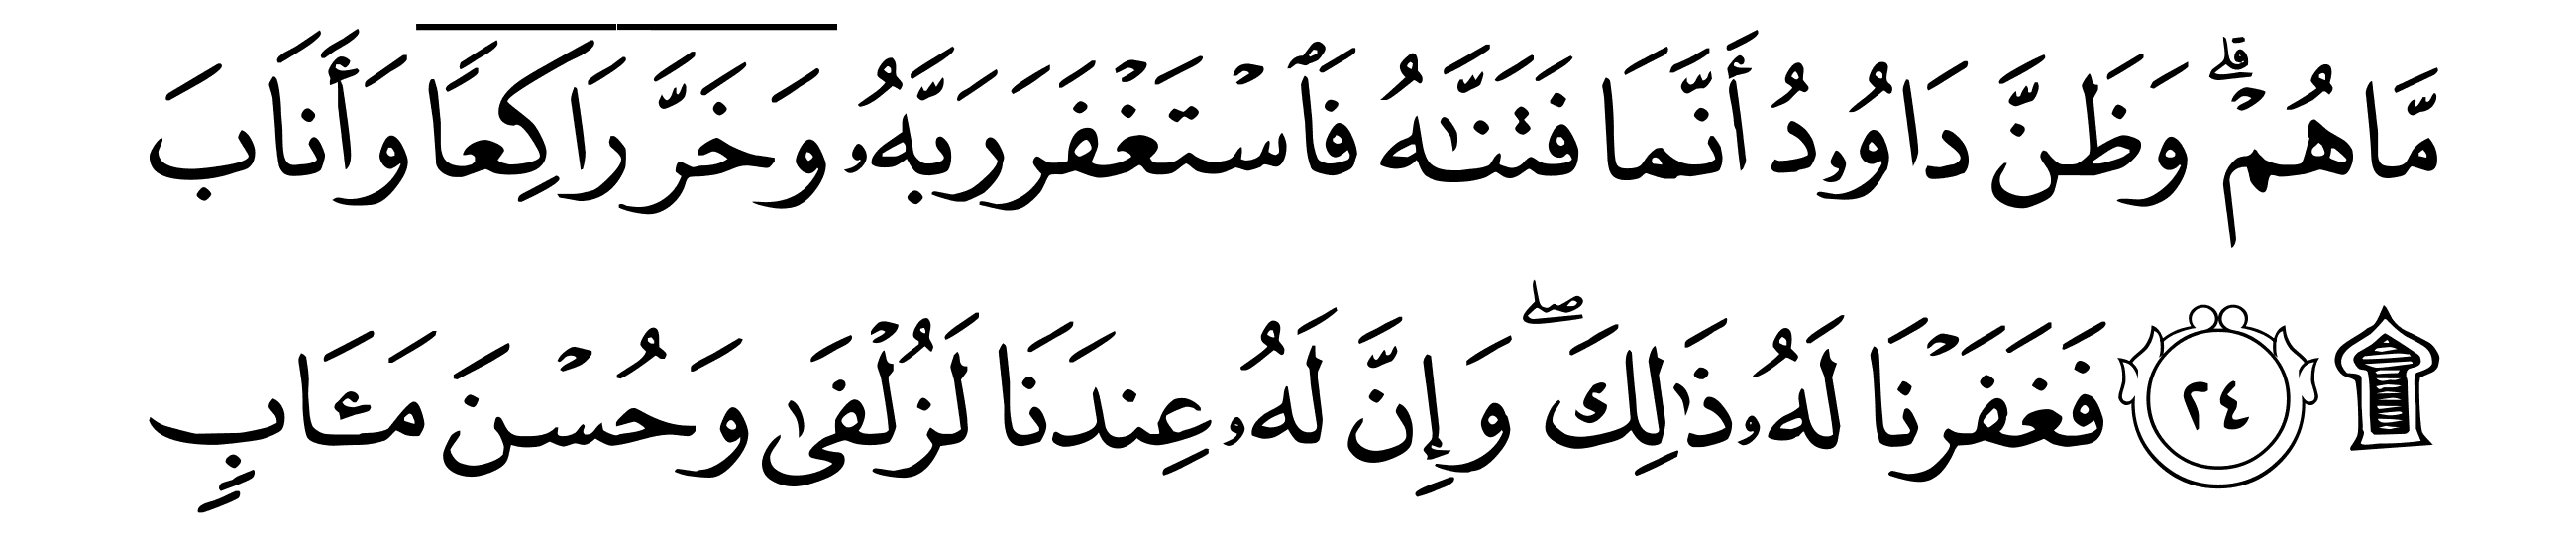 مَّا هُمۡۗ وَظَنَّ دَاوُۥدُ أَنَّمَا فَتَنَّٰهُ فَٱسۡتَغۡفَرَ رَبَّهُۥ وَخَرَّ رَاكِعًا وَأَنَابَ
۩ ٢٤ فَغَفَرۡنَا لَهُۥ ذَٰلِكَۖ وَإِنَّ لَهُۥ عِندَنَا لَزُلۡفَىٰ وَحُسۡنَ مَـَٔابٍ